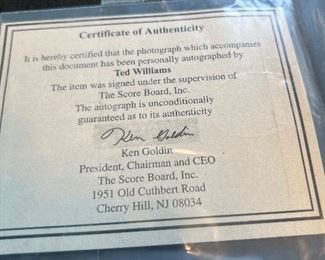 Certificate of Authenticity
It is hereby certified that the photograph which accompanies
this document has been personally autographed by
Ted Williams
The item was signed under the supervision of
The Score Board, Inc.
The autograph is unconditionally
guaranteed as to its authenticity
Ken Goldin
Ken Goldin
President, Chairman and CEO
The Score Board, Inc.
1951 Old Cuthbert Road
Cherry Hill, NJ 08034